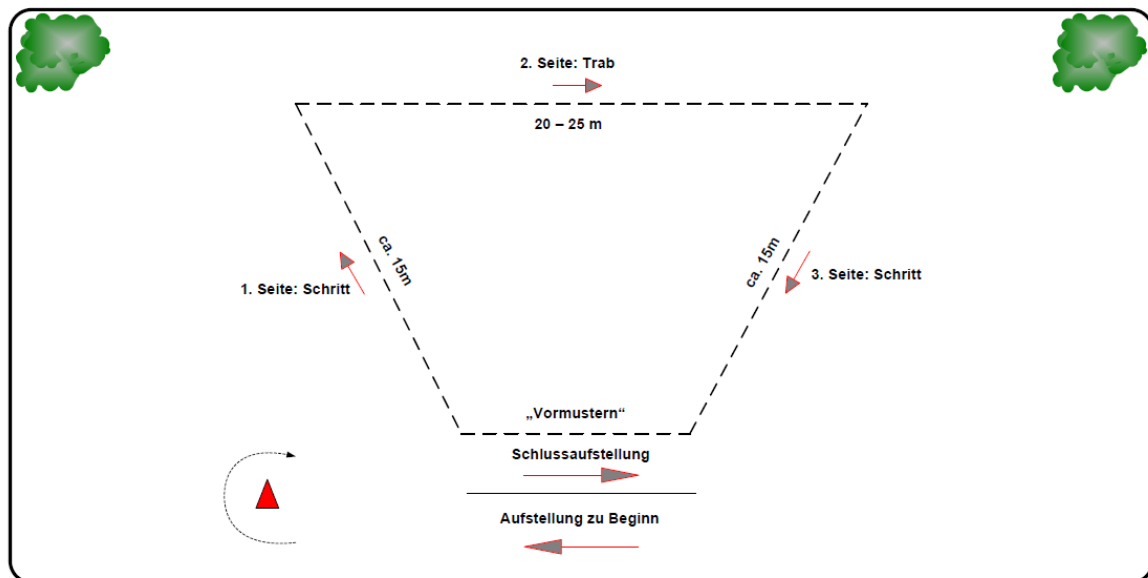 2. Seite: Trab
20 – 25 m
ca. 15m
ca. 15m
1. Seite: Schritt
3. Seite: Schritt
„Vormustern“
Schlussaufstellung
Aufstellung zu Beginn